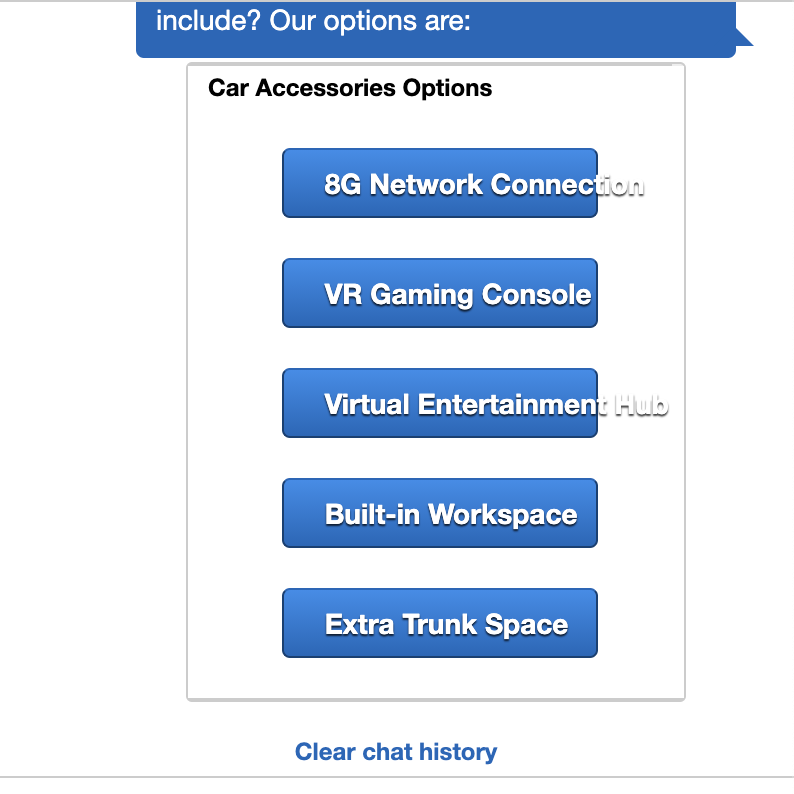 include? Our options are:
Car Accessories Options
8G Network Connection
VR Gaming Console
Virtual Entertainment Hub
Built-in Workspace
Extra Trunk Space
Clear chat history